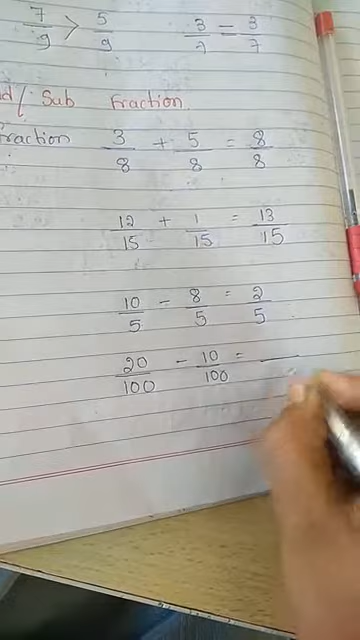 7/9 > 5/9 3/7 = 3/7
/ Sub Fraction
Fraction 3/8 + 5/8 = 8/8
12/15 + 1/15 = 13/15
10/5 - 8/5 = 2/5
20/100 - 10/100 =